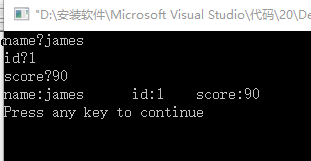 "D:\安装软件\Microsoft Visual Studio\代码\20\De
name?james
id?1
score?90
name:james      id:1    score:90
Press any key to continue